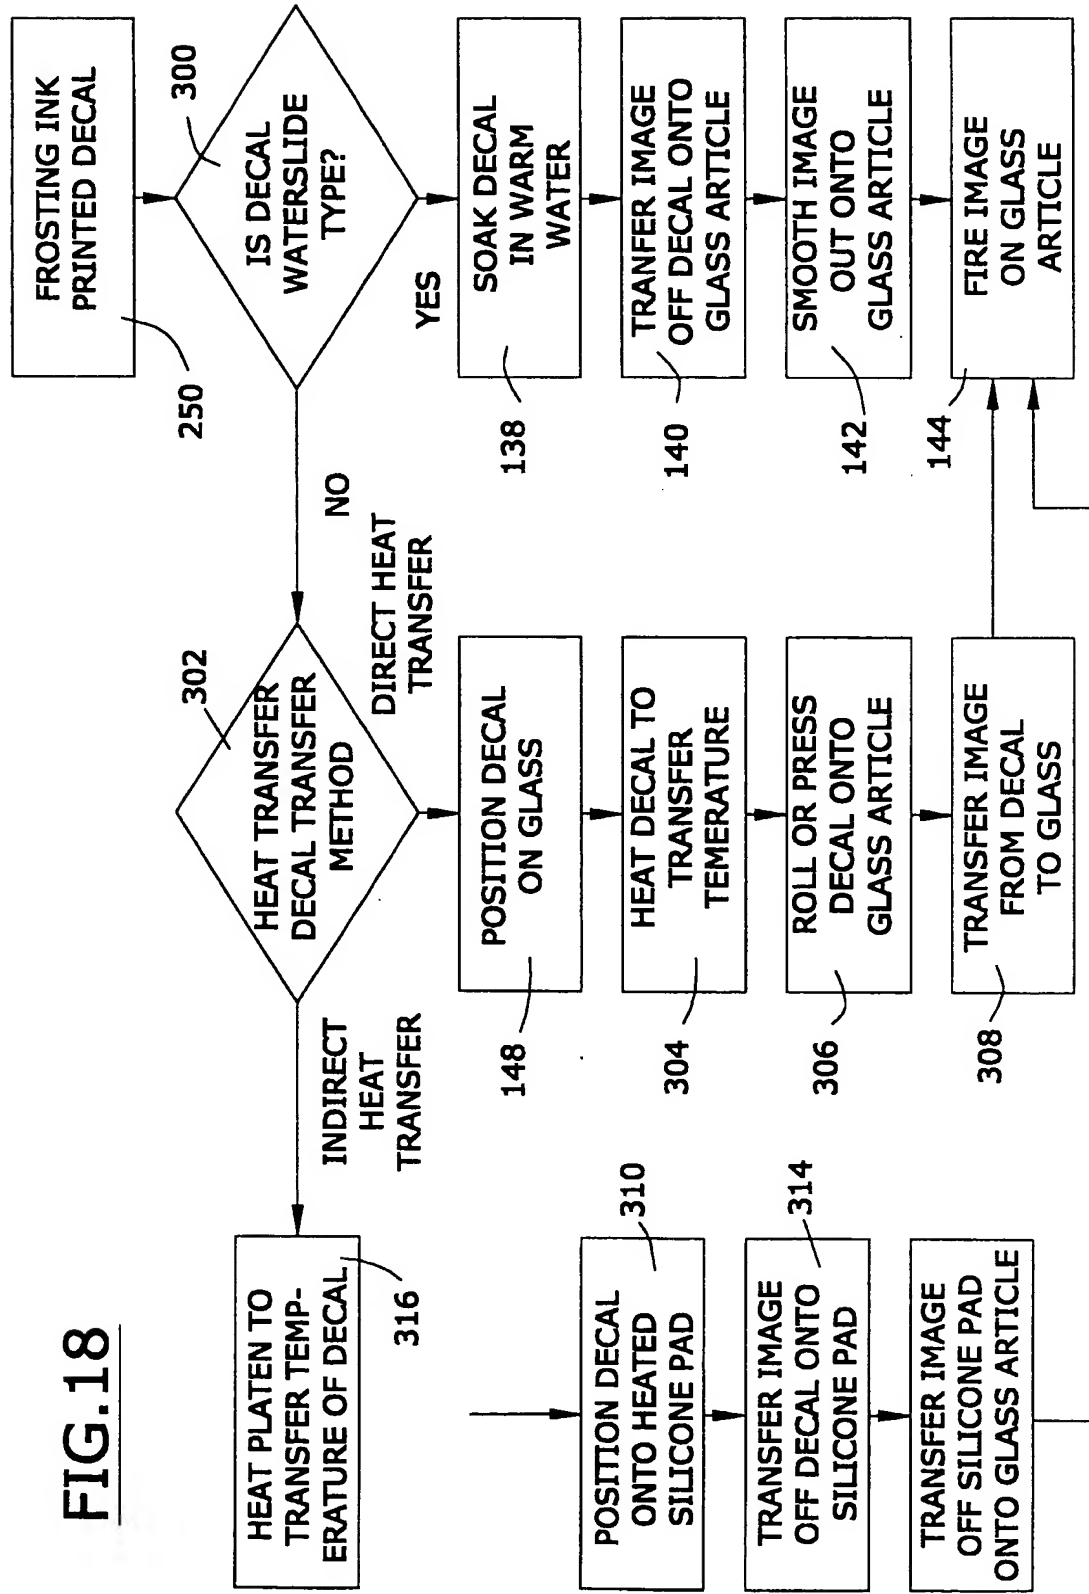 FIG.18
FROSTING INK
PRINTED DECAL
250
300
IS DECAL
WATERSLIDE
TYPE?
YES
NO
SOAK DECAL
IN WARM
WATER
138
TRANFER IMAGE
OFF DECAL ONTO
GLASS ARTICLE
140
SMOOTH IMAGE
OUT ONTO
GLASS ARTICLE
142
FIRE IMAGE
ON GLASS
ARTICLE
144
302
HEAT TRANSFER
DECAL TRANSFER
METHOD
DIRECT HEAT
TRANSFER
POSITION DECAL
ON GLASS
148
HEAT DECAL TO
TRANSFER
TEMERATURE
304
ROLL OR PRESS
DECAL ONTO
GLASS ARTICLE
306
TRANSFER IMAGE
FROM DECAL
TO GLASS
308
INDIRECT
HEAT
TRANSFER
HEAT PLATEN TO
TRANSFER TEMP-
ERATURE OF DECAL
316
POSITION DECAL
ONTO HEATED
SILICONE PAD
310
TRANSFER IMAGE
OFF DECAL ONTO
SILICONE PAD
314
TRANSFER IMAGE
OFF SILICONE PAD
ONTO GLASS ARTICLE